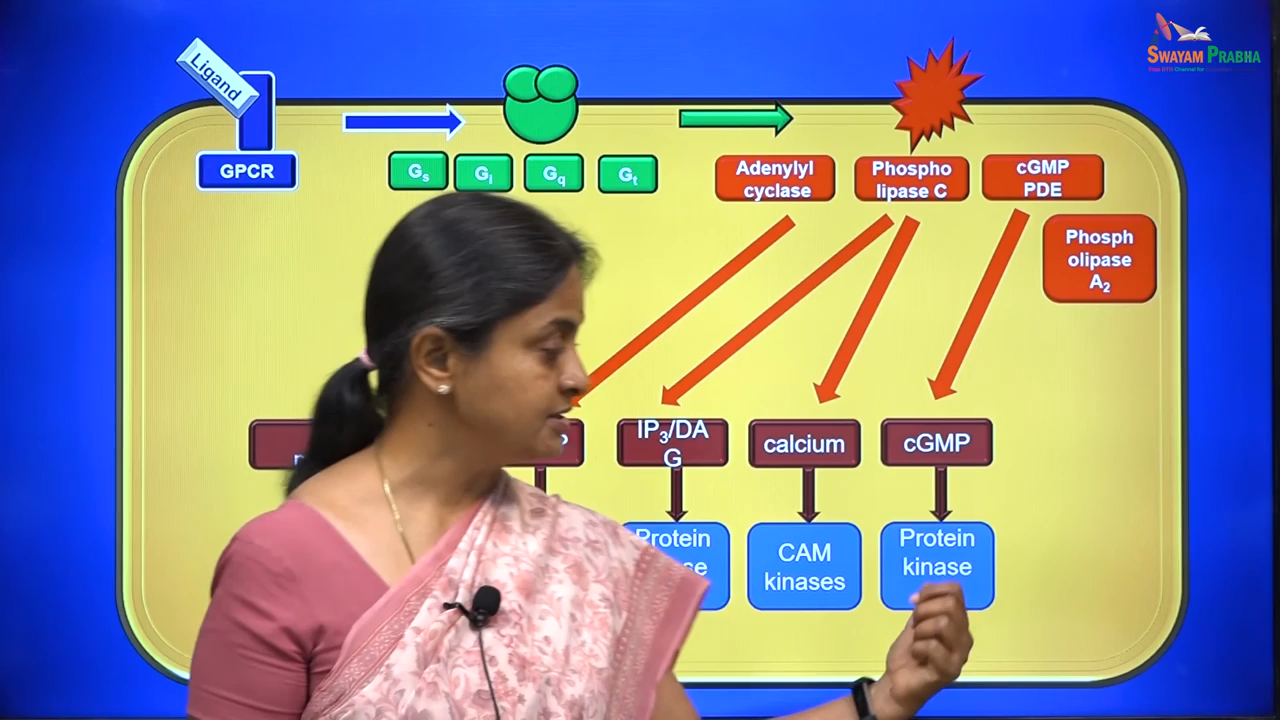 SWAYAM PRABHA
Ligand
GPCR
Gs
Gi
Gq
Gt
Adenylyl
cyclase
Phospho
lipase C
cGMP
PDE
Phosph
olipase
A2
IP3/DA
G
calcium
cGMP
Protein
CAM
kinases
Protein
kinase